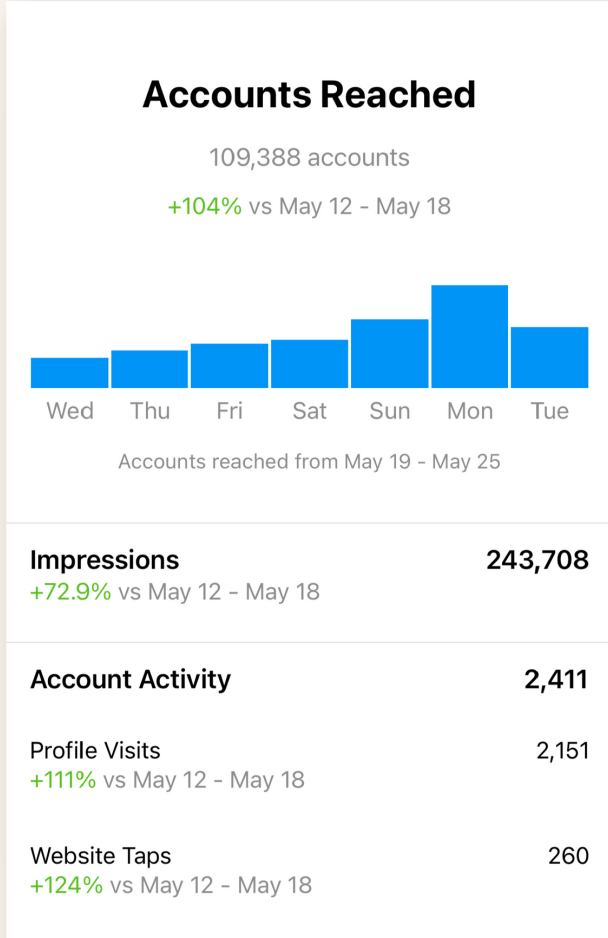 Accounts Reached
109,388 accounts
+104% vs May 12 - May 18
Wed Thu Fri Sat Sun Mon Tue
Accounts reached from May 19 - May 25
Impressions 243,708
+72.9% vs May 12 - May 18
Account Activity 2,411
Profile Visits 2,151
+111% vs May 12 - May 18
Website Taps 260
+124% vs May 12 - May 18